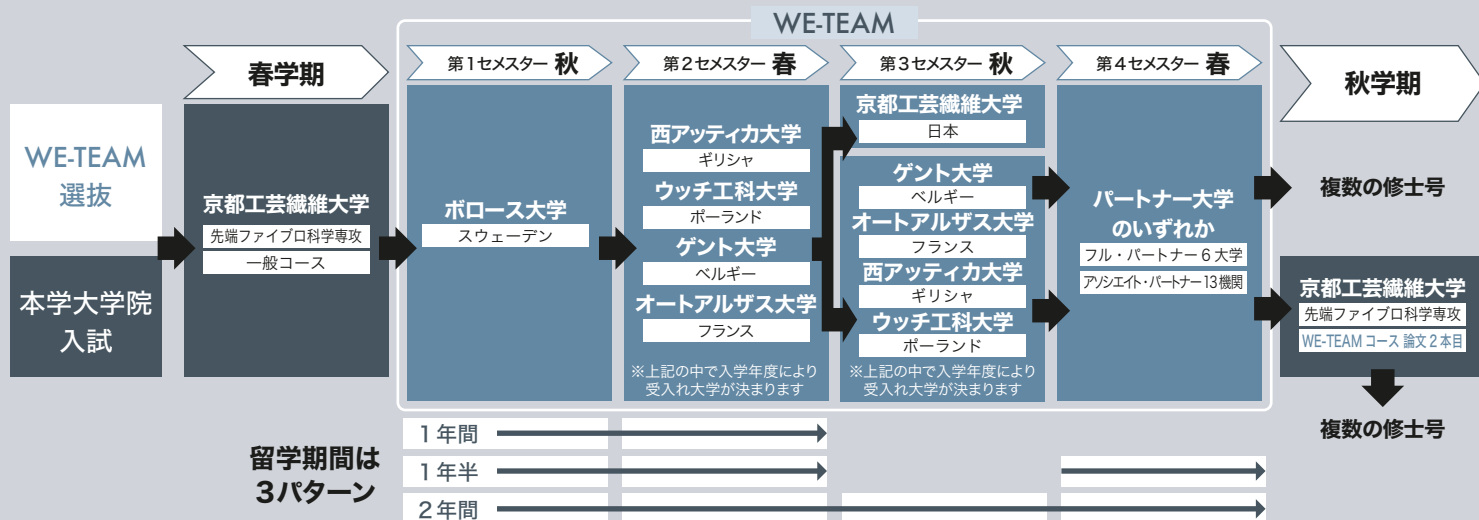 WE-TEAM
WE-TEAM
選抜
本学大学院
入試
春学期
京都工芸繊維大学
先端ファイブロ科学専攻
一般コース
第1セメスター 秋
ボロース大学
スウェーデン
第2セメスター 春
西アッティカ大学
ギリシャ
ウッチ工科大学
ポーランド
ゲント大学
ベルギー
オートアルザス大学
フランス
※上記の中で入学年度により
受入れ大学が決まります
第3セメスター 秋
京都工芸繊維大学
日本
ゲント大学
ベルギー
オートアルザス大学
フランス
西アッティカ大学
ギリシャ
ウッチ工科大学
ポーランド
※上記の中で入学年度により
受入れ大学が決まります
第4セメスター 春
パートナー大学
のいずれか
フル・パートナー 6 大学
アソシエイト・パートナー 13 機関
秋学期
複数の修士号
京都工芸繊維大学
先端ファイブロ科学専攻
WE-TEAM コース 論文 2 本目
複数の修士号
留学期間は
3パターン
1 年間
1 年半
2 年間